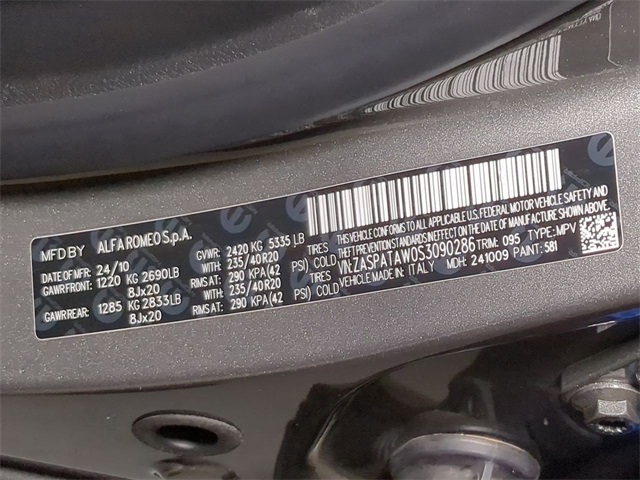 MFD BY ALFA ROMEO S.p.A.
DATE OF MFR: 24/10 GVWR: 2420 KG 5335 LB
GAWR FRONT: 1220 KG 2690LB WITH: 235/40R20 TIRES
8Jx20 RIMS AT: 290 KPA(42 PSI) COLD
GAWR REAR: 1285 KG 2833LB WITH: 235/40R20 TIRES
8Jx20 RIMS AT: 290 KPA(42 PSI) COLD
THIS VEHICLE CONFORMS TO ALL APPLICABLE U.S. FEDERAL MOTOR VEHICLE SAFETY AND
THEFT PREVENTION STANDARDS IN EFFECT ON THE DATE OF MANUFACTURE SHOWN ABOVE.
VIN: ZASPATAW0S3090286 TYPE: MPV
MADE IN: ITALY MDH: 241009 TRIM: 095 PAINT: 581